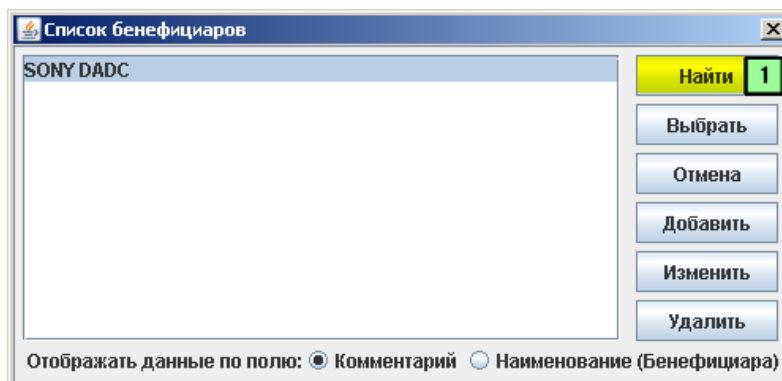 Список бенефициаров
SONY DADC
Найти 1
Выбрать
Отмена
Добавить
Изменить
Удалить
Отображать данные по полю: Комментарий Наименование (Бенефициара)